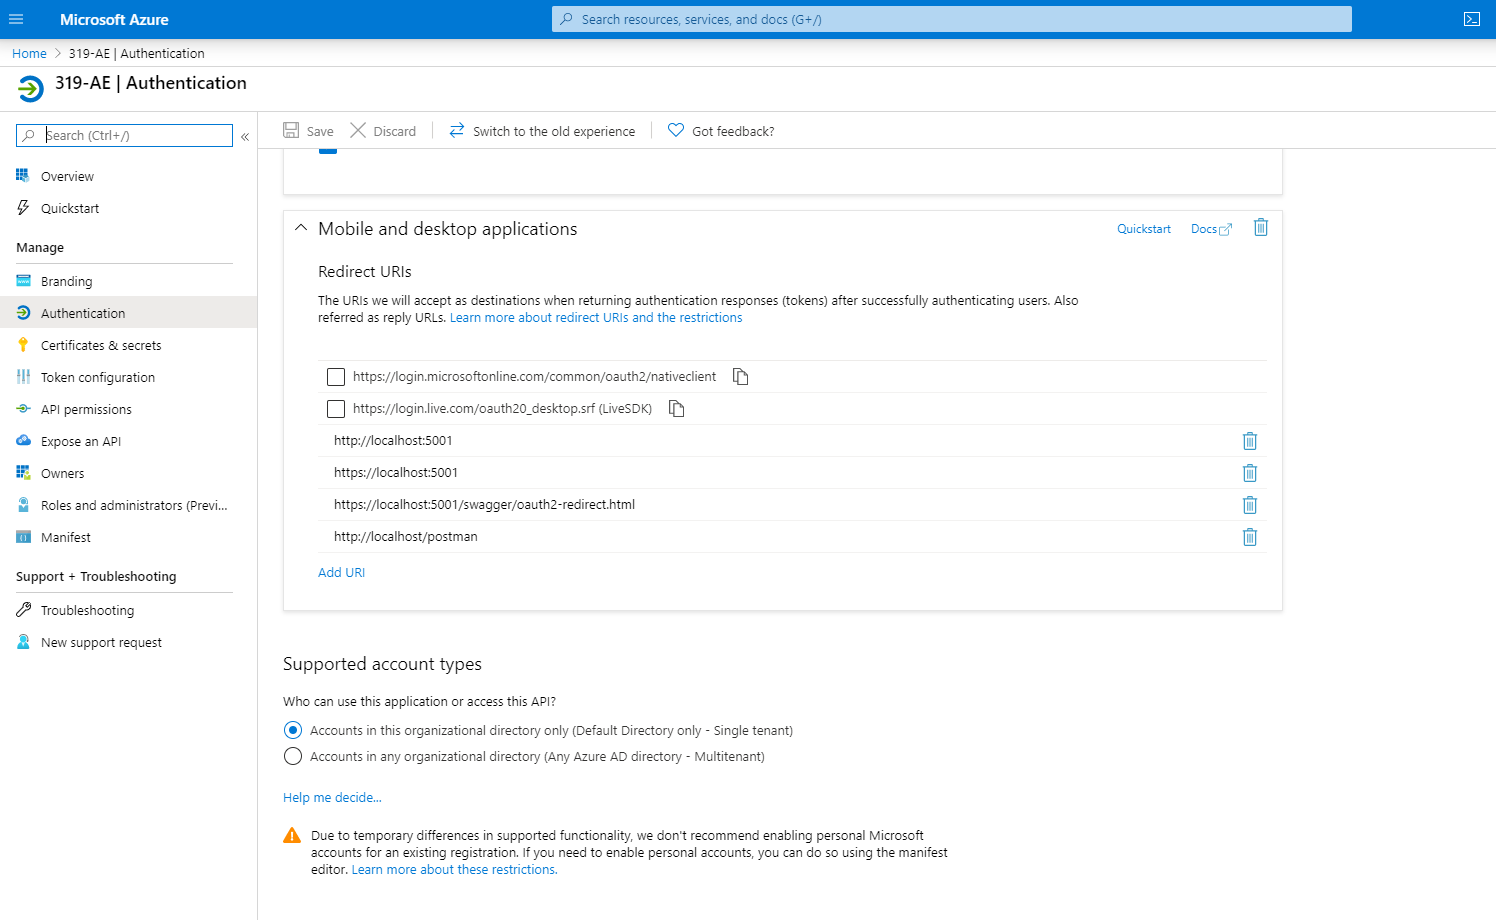 Microsoft Azure
Search resources, services, and docs (G+/)
Home > 319-AE | Authentication
319-AE | Authentication
Search (Ctrl+/)
«
Save
Discard
Switch to the old experience
Got feedback?
Overview
Quickstart
Manage
Branding
Authentication
Certificates & secrets
Token configuration
API permissions
Expose an API
Owners
Roles and administrators (Previ...
Manifest
Support + Troubleshooting
Troubleshooting
New support request
Mobile and desktop applications
Quickstart
Docs
Redirect URIs
The URIs we will accept as destinations when returning authentication responses (tokens) after successfully authenticating users. Also
referred as reply URLs. Learn more about redirect URIs and the restrictions
https://login.microsoftonline.com/common/oauth2/nativeclient
https://login.live.com/oauth20_desktop.srf (LiveSDK)
http://localhost:5001
https://localhost:5001
https://localhost:5001/swagger/oauth2-redirect.html
http://localhost/postman
Add URI
Supported account types
Who can use this application or access this API?
Accounts in this organizational directory only (Default Directory only - Single tenant)
Accounts in any organizational directory (Any Azure AD directory - Multitenant)
Help me decide...
Due to temporary differences in supported functionality, we don't recommend enabling personal Microsoft
accounts for an existing registration. If you need to enable personal accounts, you can do so using the manifest
editor. Learn more about these restrictions.